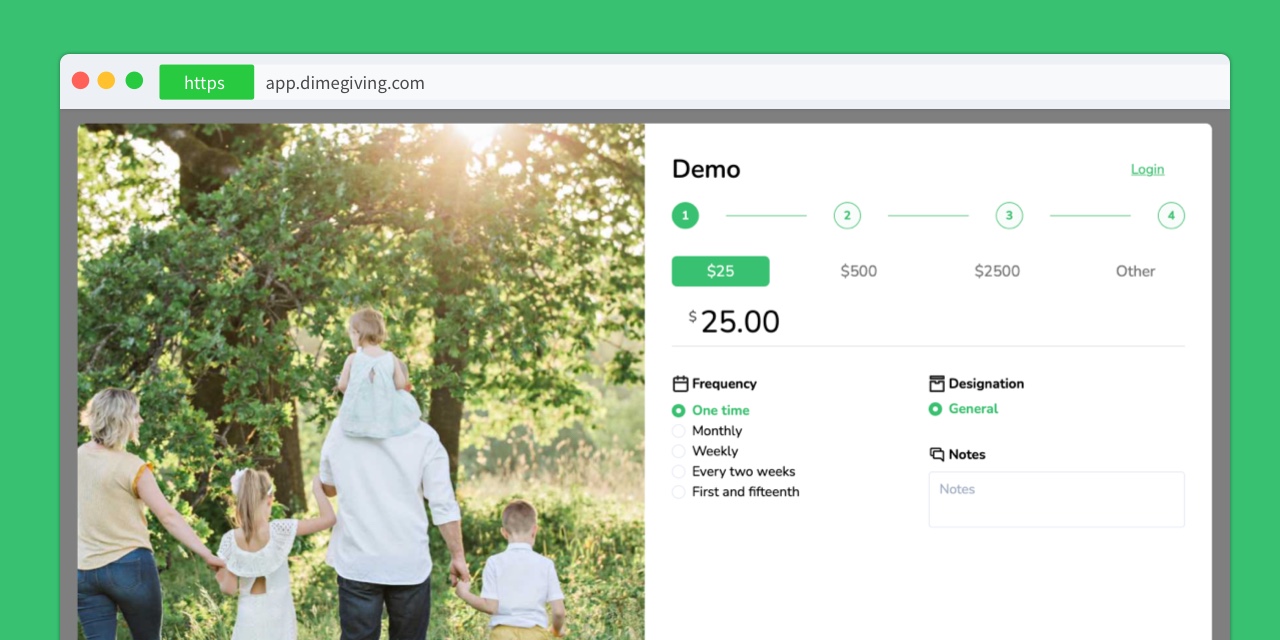 https app.dimegiving.com
Demo Login
1 2 3 4
$25 $500 $2500 Other
$ 25.00
Frequency
One time
Monthly
Weekly
Every two weeks
First and fifteenth
Designation
General
Notes
Notes